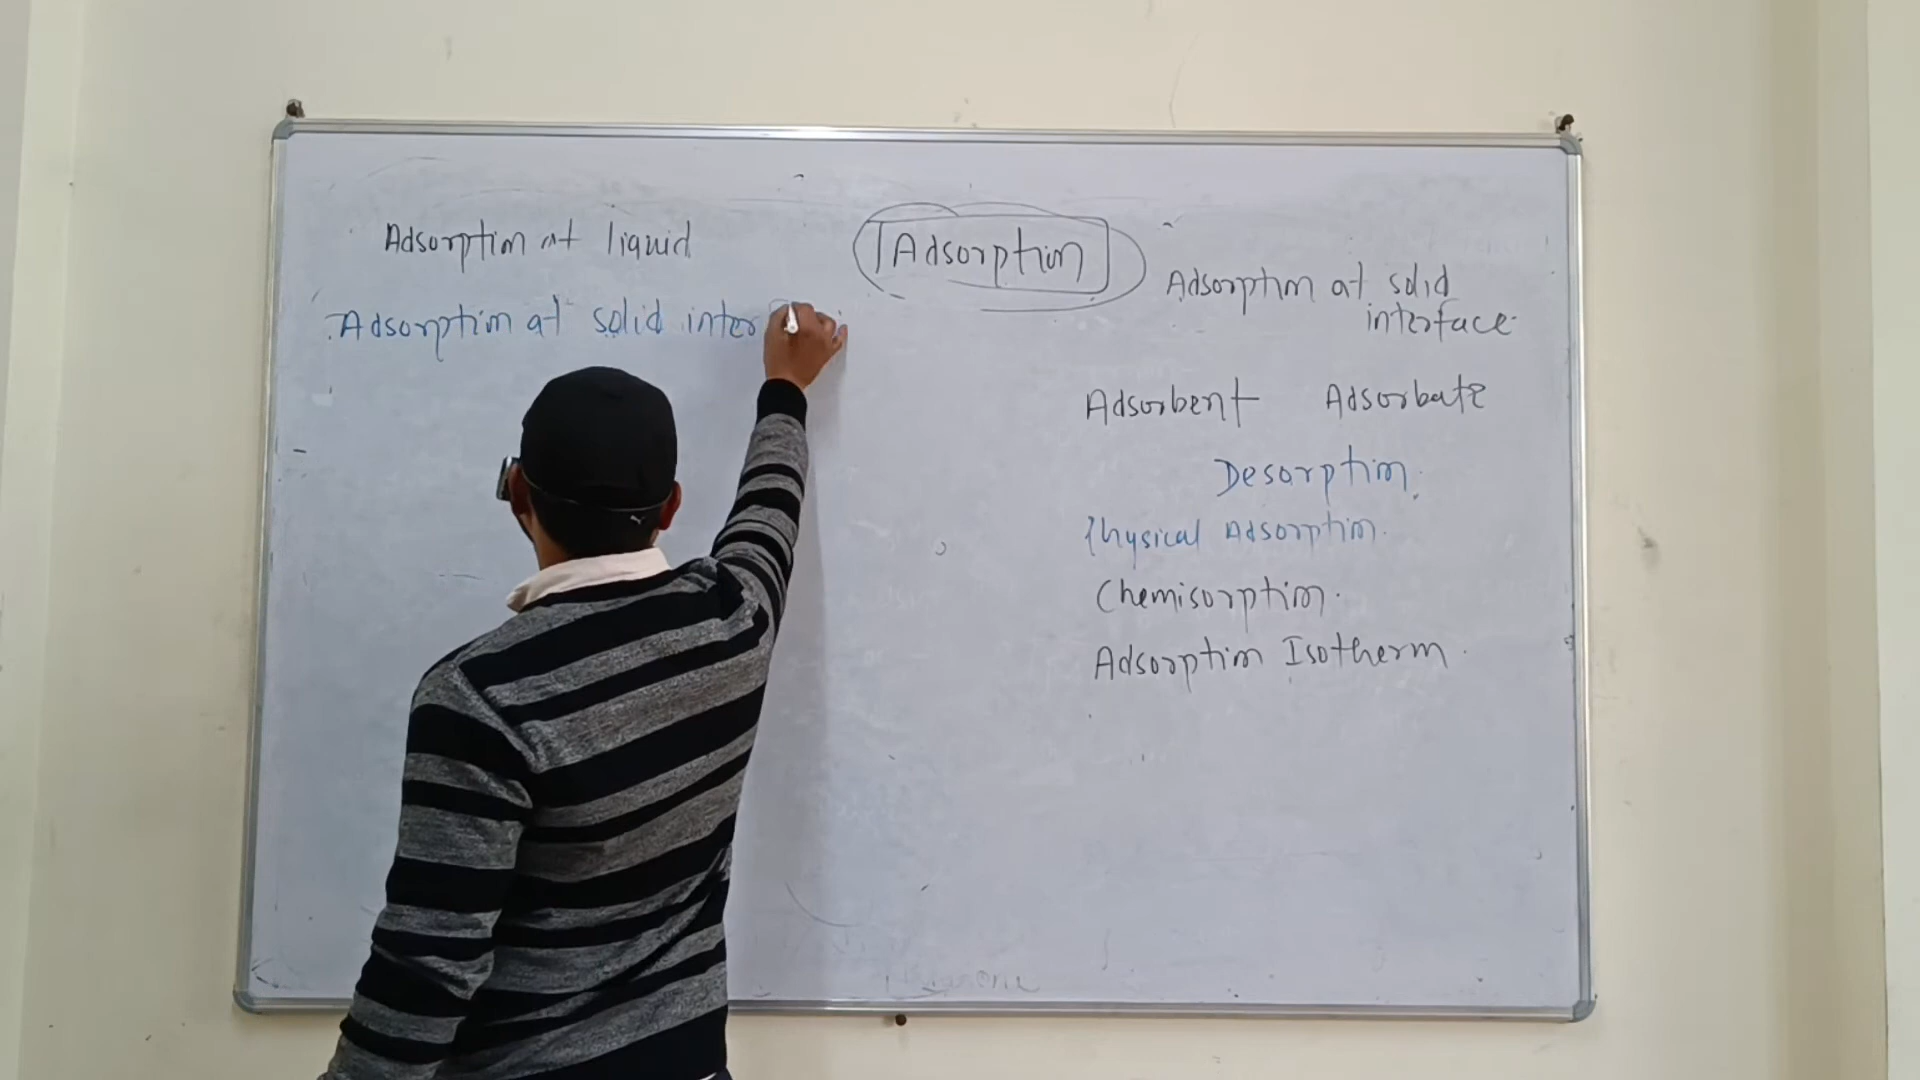 Adsorption at liquid
Adsorption
Adsorption at solid inter
Adsorption at solid
interface
Adsorbent Adsorbate
Desorption.
Physical Adsorption.
Chemisorption.
Adsorption Isotherm.